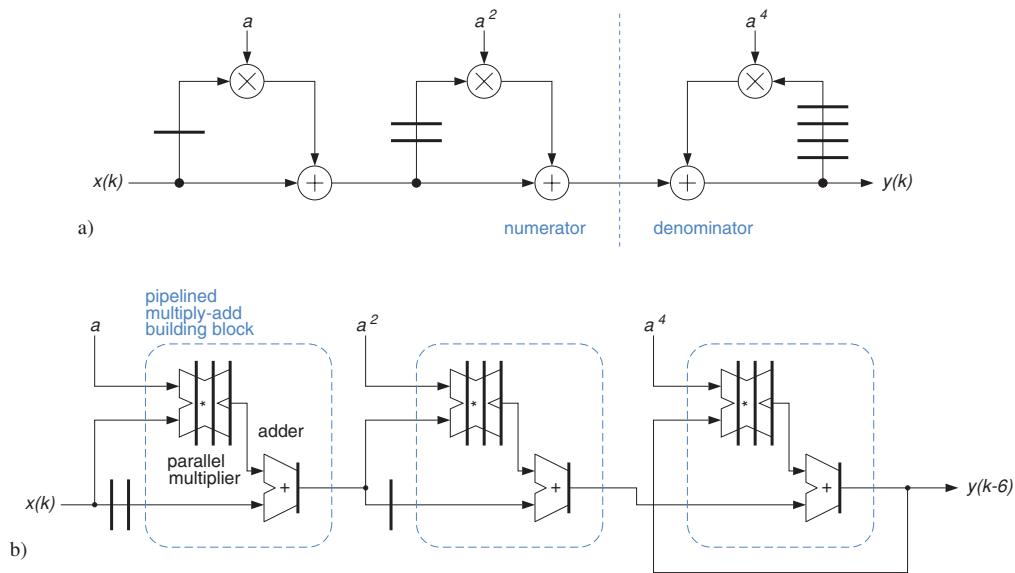 a
a²
a⁴
x(k)
y(k)
a)
numerator
denominator
pipelined
multiply-add
building block
a
a²
a⁴
*
*
*
adder
parallel
multiplier
+
+
+
x(k)
y(k-6)
b)